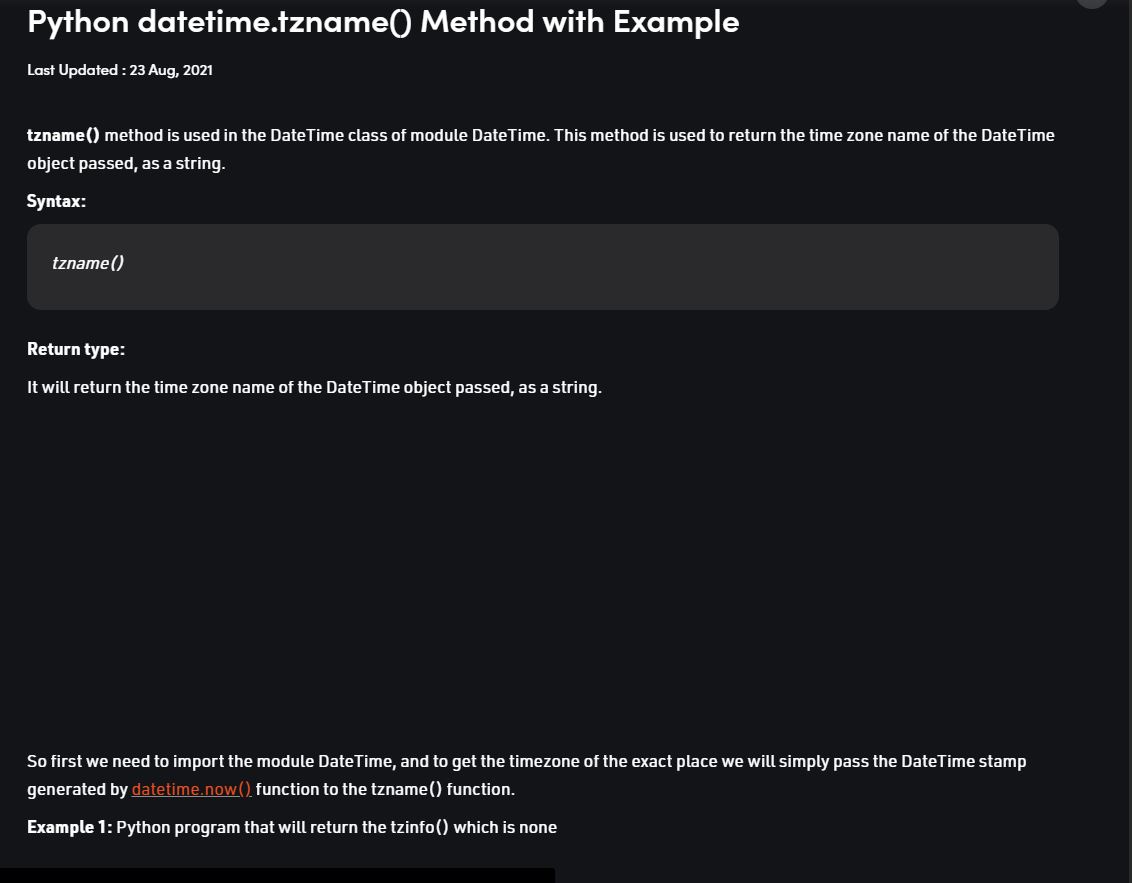 Python datetime.tzname() Method with Example
Last Updated : 23 Aug, 2021
tzname() method is used in the DateTime class of module DateTime. This method is used to return the time zone name of the DateTime
object passed, as a string.
Syntax:
tzname()
Return type:
It will return the time zone name of the DateTime object passed, as a string.
So first we need to import the module DateTime, and to get the timezone of the exact place we will simply pass the DateTime stamp
generated by datetime.now() function to the tzname() function.
Example 1: Python program that will return the tzinfo() which is none